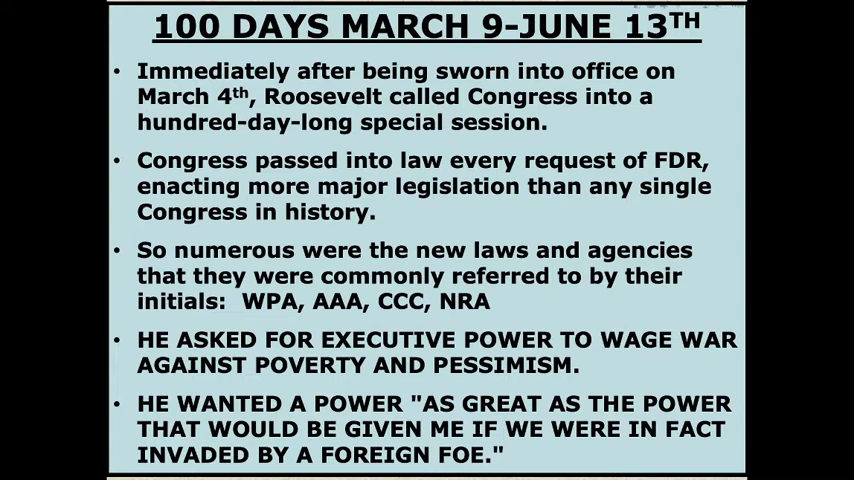 100 DAYS MARCH 9-JUNE 13TH
• Immediately after being sworn into office on
March 4th, Roosevelt called Congress into a
hundred-day-long special session.
• Congress passed into law every request of FDR,
enacting more major legislation than any single
Congress in history.
• So numerous were the new laws and agencies
that they were commonly referred to by their
initials: WPA, AAA, CCC, NRA
• HE ASKED FOR EXECUTIVE POWER TO WAGE WAR
AGAINST POVERTY AND PESSIMISM.
• HE WANTED A POWER "AS GREAT AS THE POWER
THAT WOULD BE GIVEN ME IF WE WERE IN FACT
INVADED BY A FOREIGN FOE."